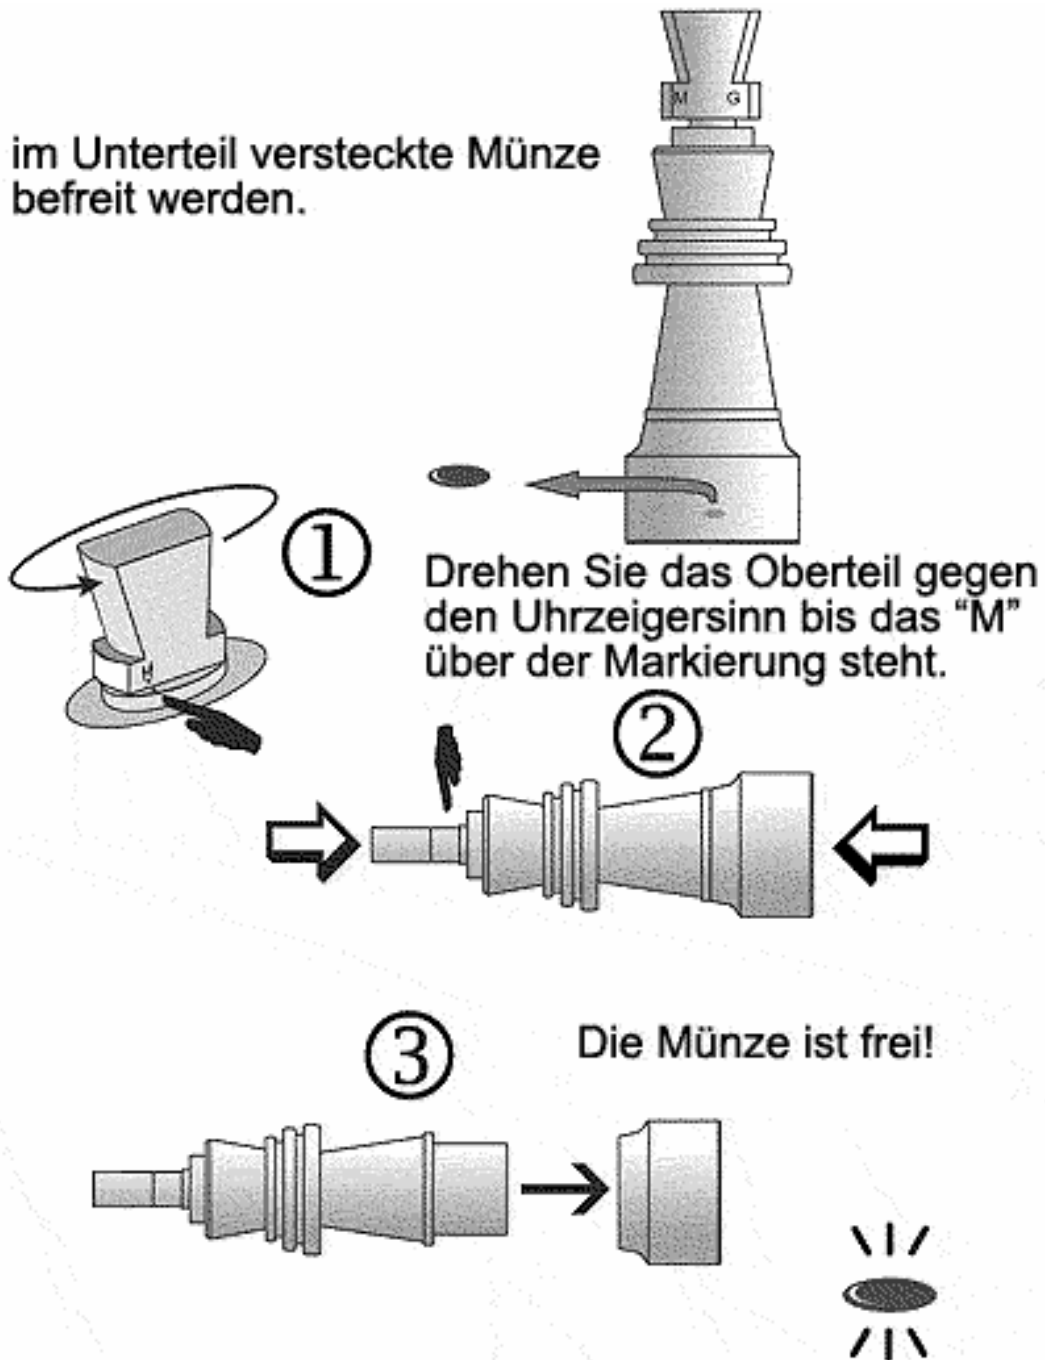 M G
im Unterteil versteckte Münze
befreit werden.
1
Drehen Sie das Oberteil gegen
den Uhrzeigersinn bis das “M”
über der Markierung steht.
2
3
Die Münze ist frei!